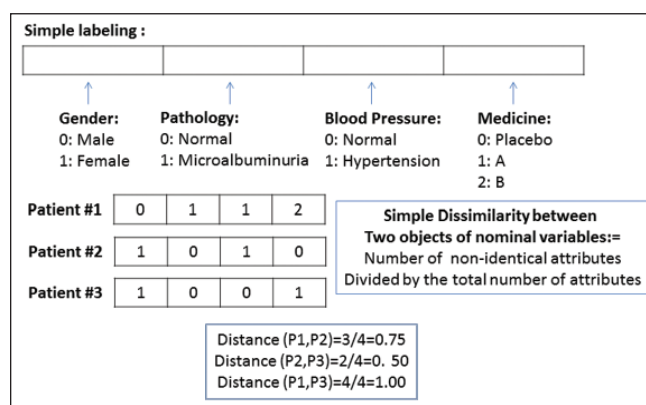 Simple labeling :
Gender: Pathology: Blood Pressure: Medicine:
0: Male 0: Normal 0: Normal 0: Placebo
1: Female 1: Microalbuminuria 1: Hypertension 1: A
2: B
Patient #1 0 1 1 2
Patient #2 1 0 1 0
Patient #3 1 0 0 1
Simple Dissimilarity between
Two objects of nominal variables:=
Number of non-identical attributes
Divided by the total number of attributes
Distance (P1,P2)=3/4=0.75
Distance (P2,P3)=2/4=0. 50
Distance (P1,P3)=4/4=1.00